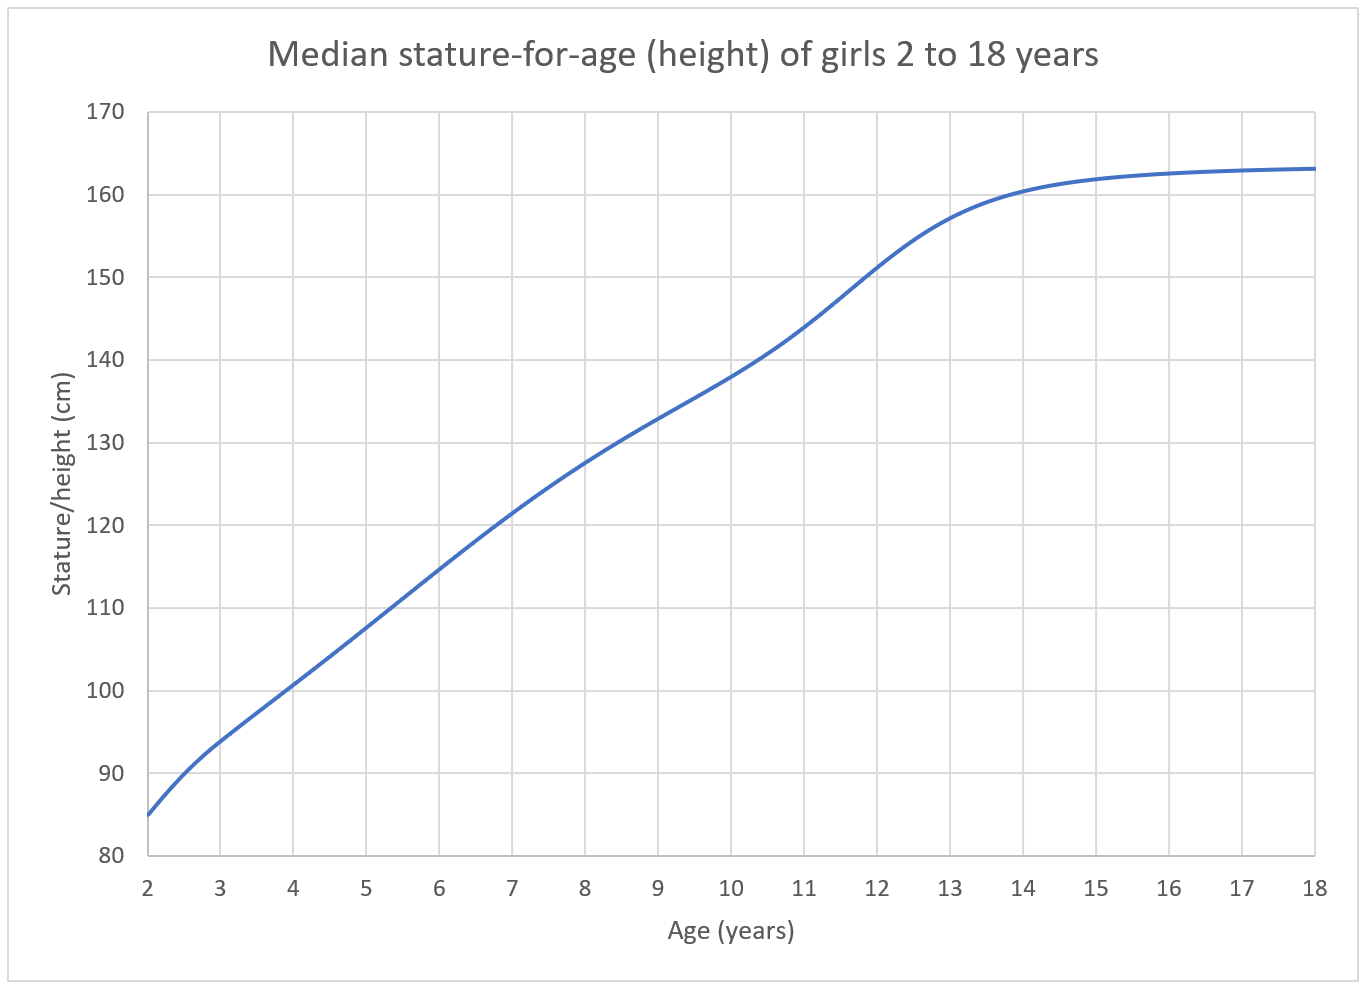 Median stature-for-age (height) of girls 2 to 18 years
170
160
150
140
130
120
110
100
90
80
Stature/height (cm)
2 3 4 5 6 7 8 9 10 11 12 13 14 15 16 17 18
Age (years)